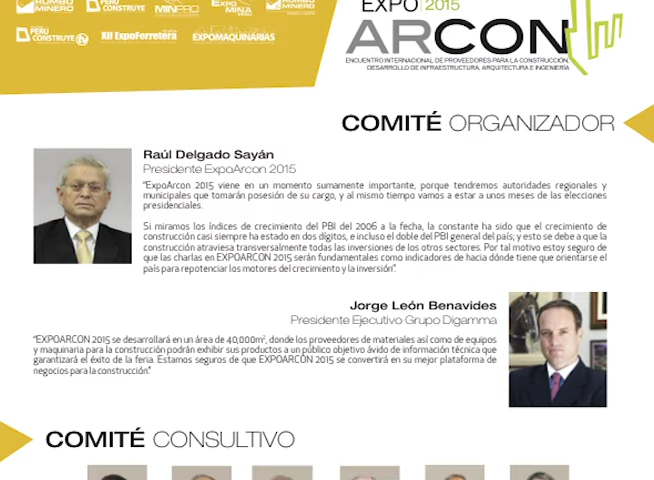 RUMBO
MINERO
PERU
CONSTRUYE
MINPRO
EXPO
MINA
RUMBO
MINERO
PERU
CONSTRUYE
tv
XII ExpoFerretera
EXPOMAQUINARIAS
EXPO 2015
ARCON
ENCUENTRO INTERNACIONAL DE PROVEEDORES PARA LA CONSTRUCCIÓN,
DESARROLLO DE INFRAESTRUCTURA, ARQUITECTURA E INGENIERÍA
COMITÉ ORGANIZADOR
Raúl Delgado Sayán
Presidente ExpoArcon 2015
“ExpoArcon 2015 viene en un momento sumamente importante, porque tendremos autoridades regionales y
municipales que tomarán posesión de su cargo, y al mismo tiempo vamos a estar a unos meses de las elecciones
presidenciales.
Si miramos los índices de crecimiento del PBI del 2006 a la fecha, la constante ha sido que el crecimiento de
construcción casi siempre ha estado en dos dígitos, e incluso el doble del PBI general del país; y esto se debe a que la
construcción atraviesa transversalmente todas las inversiones de los otros sectores. Por tal motivo estoy seguro de
que las charlas en EXPOARCON 2015 serán fundamentales como indicadores de hacia dónde tiene que orientarse el
país para repotenciar los motores del crecimiento y la inversión”.
Jorge León Benavides
Presidente Ejecutivo Grupo Digamma
“EXPOARCON 2015 se desarrollará en un área de 40,000m², donde los proveedores de materiales así como de equipos
y maquinaria para la construcción podrán exhibir sus productos a un público objetivo ávido de información técnica que
garantizará el éxito de la feria. Estamos seguros de que EXPOARCON 2015 se convertirá en su mejor plataforma de
negocios para la construcción."
COMITÉ CONSULTIVO